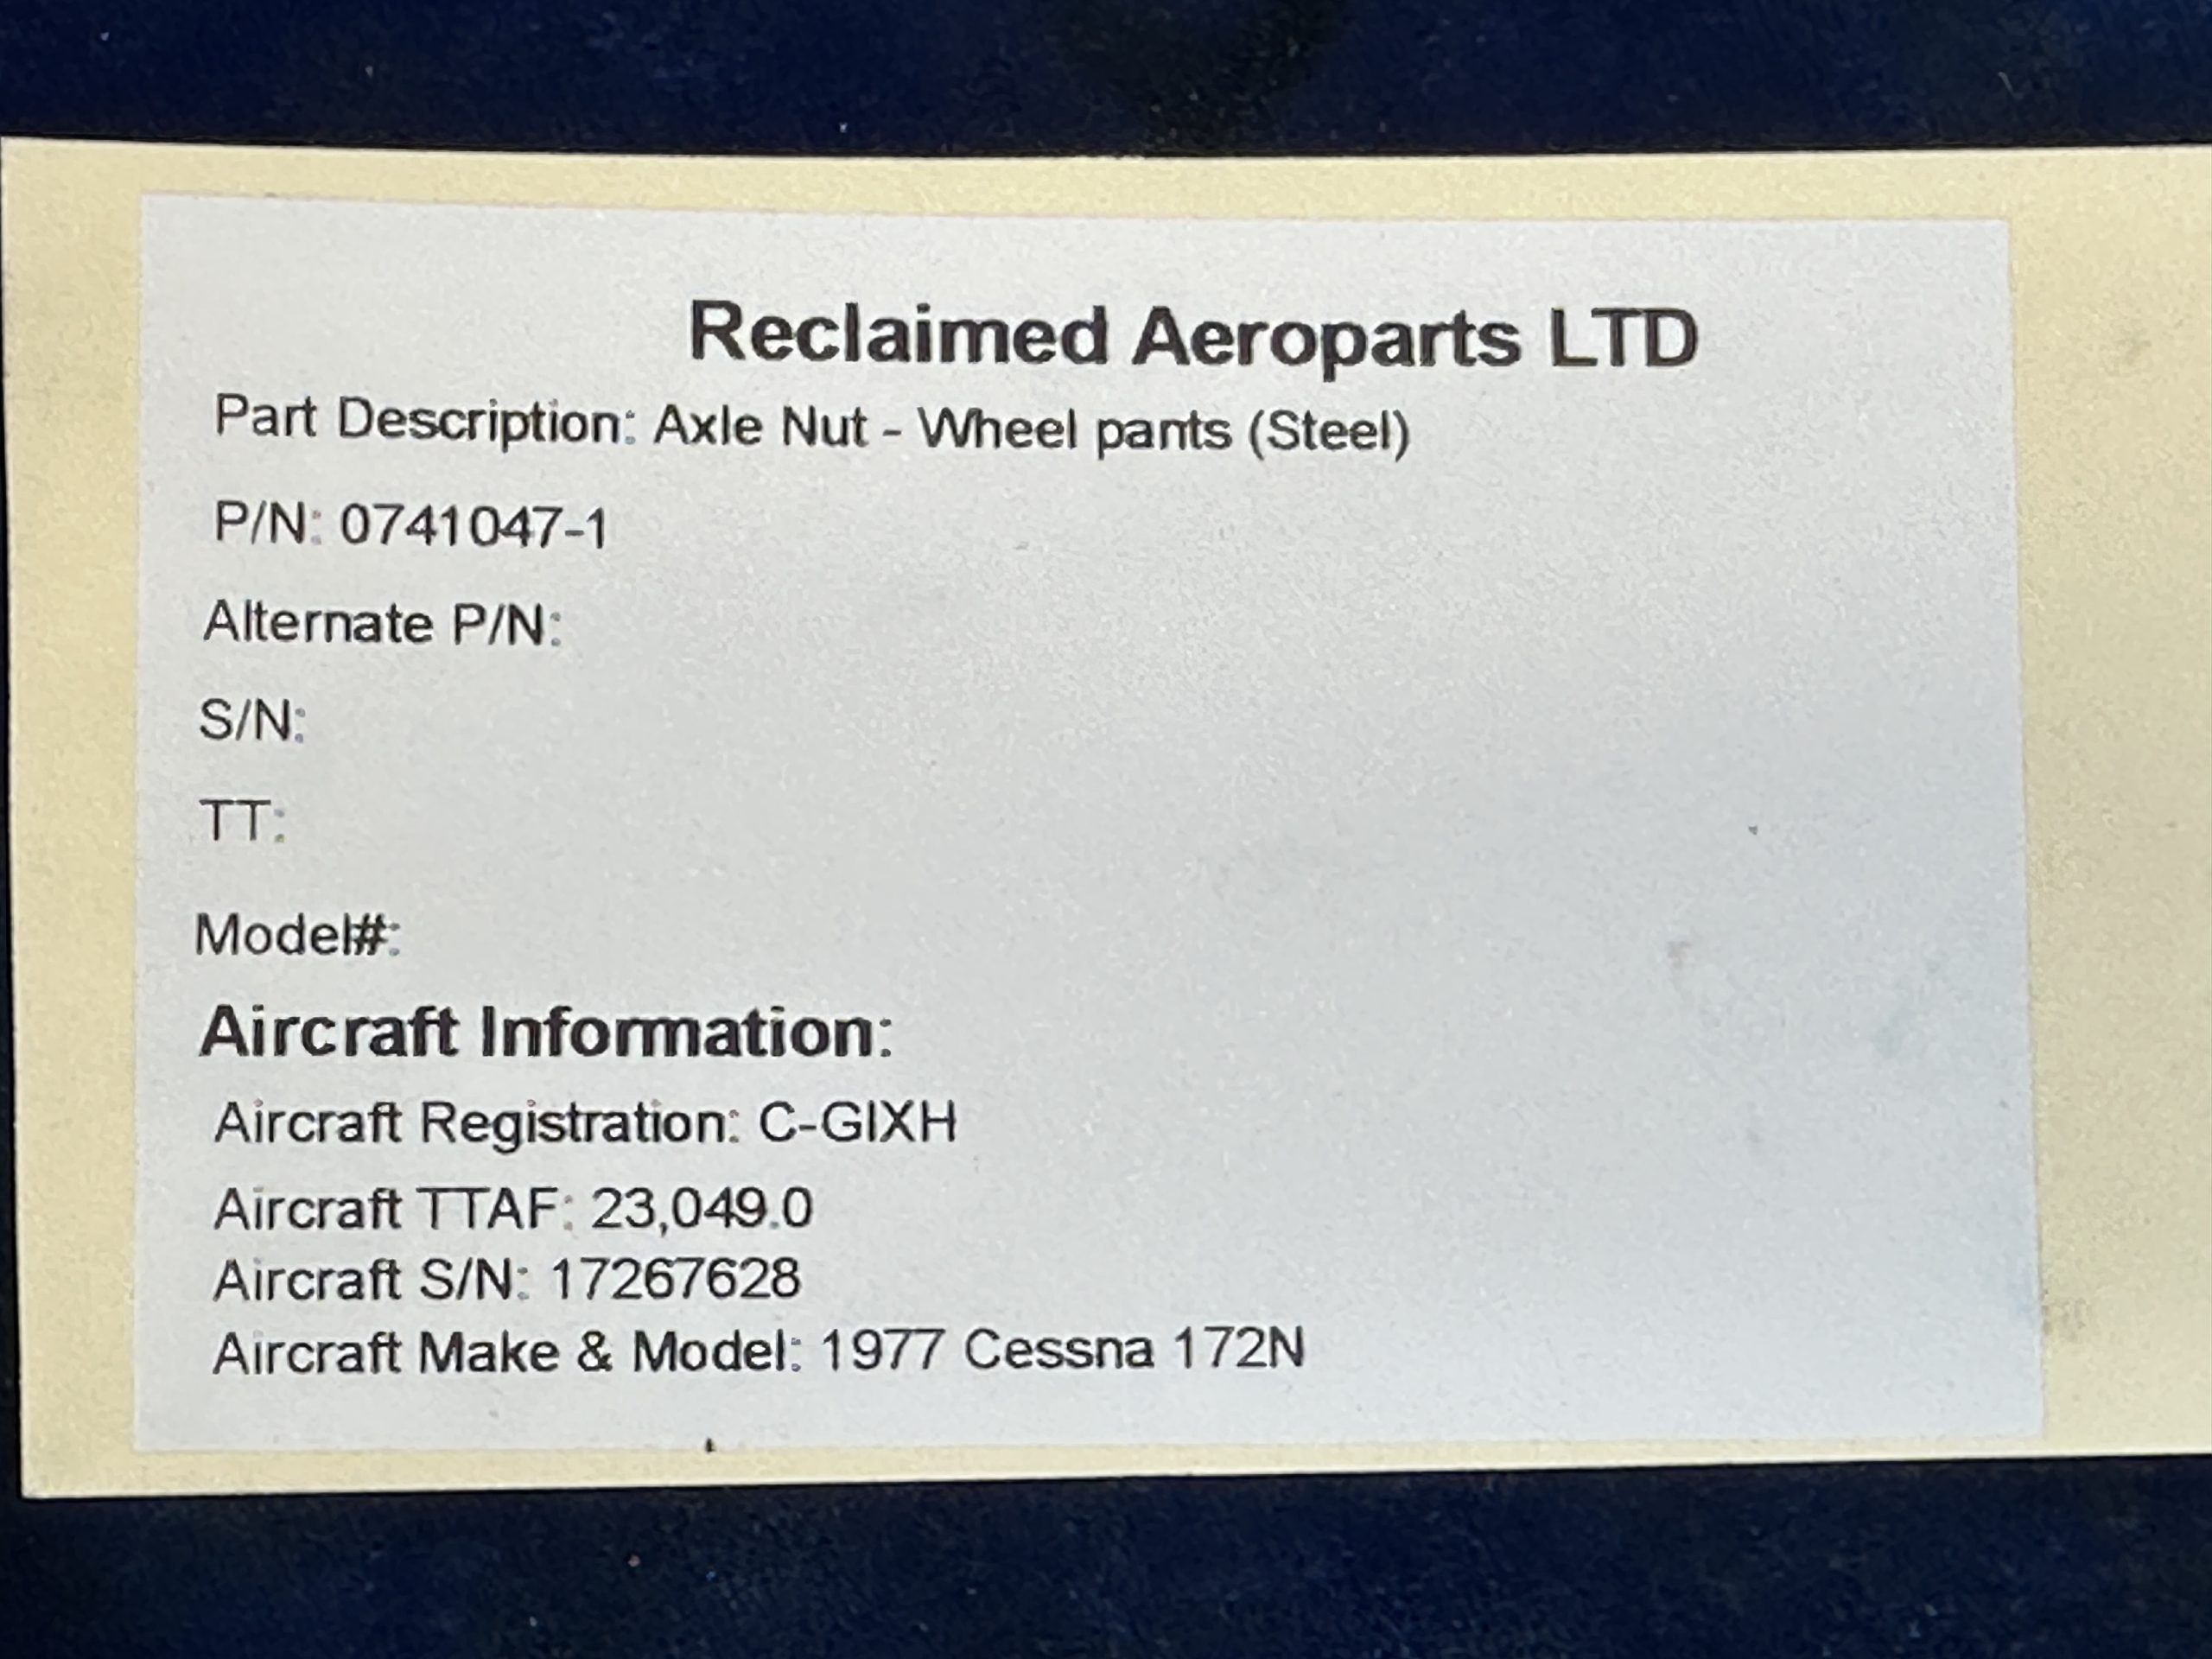 Reclaimed Aeroparts LTD
Part Description: Axle Nut - Wheel pants (Steel)
P/N: 0741047-1
Alternate P/N:
S/N:
TT:
Model#:
Aircraft Information:
Aircraft Registration: C-GIXH
Aircraft TTAF: 23,049.0
Aircraft S/N: 17267628
Aircraft Make & Model: 1977 Cessna 172N